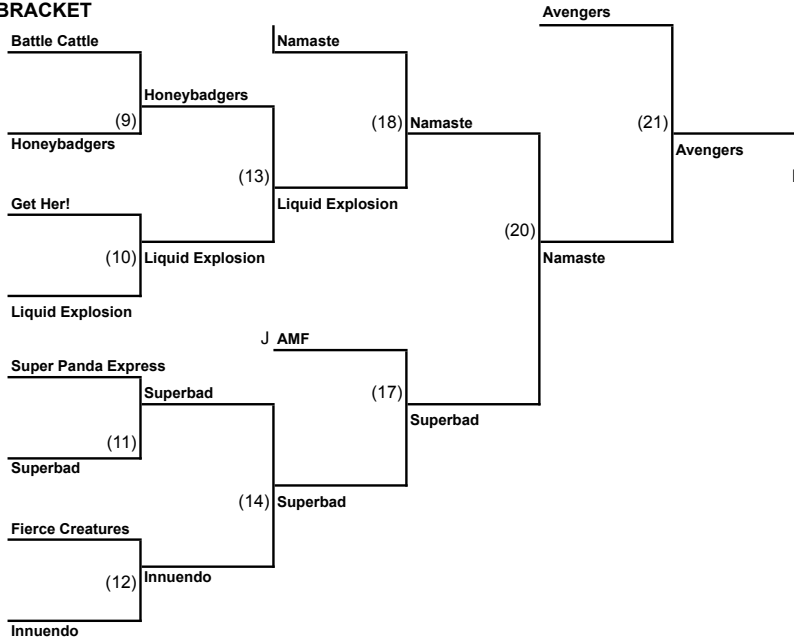 BRACKET
Avengers
Battle Cattle
Namaste
Honeybadgers
(9)
(18)
Namaste
(21)
Honeybadgers
Avengers
(13)
Get Her!
Liquid Explosion
(20)
(10)
Liquid Explosion
Namaste
Liquid Explosion
J
AMF
Super Panda Express
Superbad
(17)
Superbad
(11)
Superbad
(14)
Superbad
Fierce Creatures
(12)
Innuendo
Innuendo